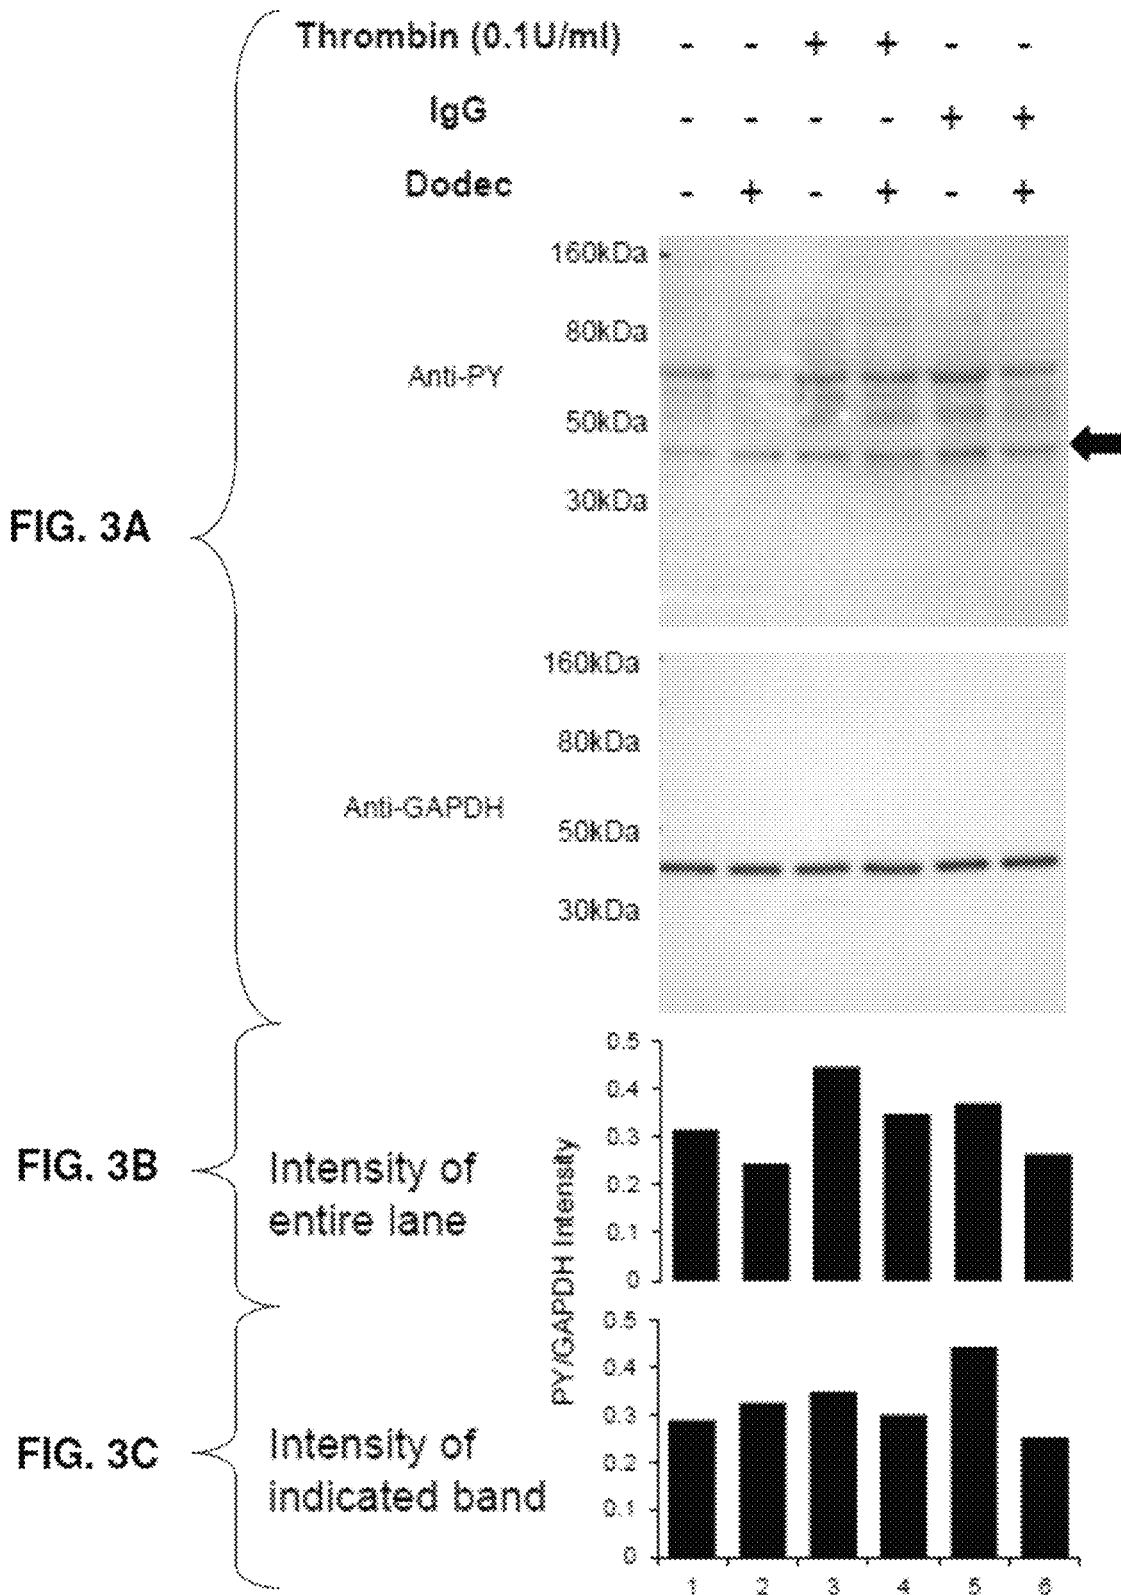 Thrombin (0.1U/ml) - - + + - -
IgG - - - - + +
Dodec - + - + - +
160kDa
80kDa
Anti-PY
50kDa
30kDa
FIG. 3A
160kDa
80kDa
Anti-GAPDH
50kDa
30kDa
FIG. 3B
Intensity of
entire lane
PY/GAPDH Intensity
0.5
0.4
0.3
0.2
0.1
0
FIG. 3C
Intensity of
indicated band
0.5
0.4
0.3
0.2
0.1
0
1 2 3 4 5 6